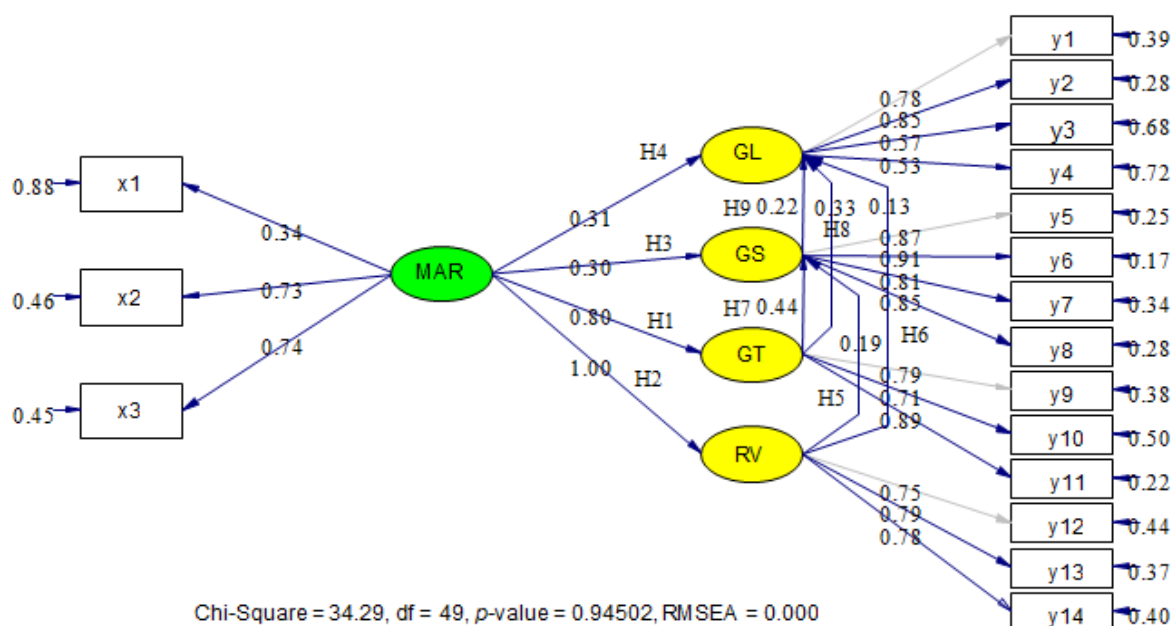 y1 0.39
y2 0.28
0.78
0.85
y3 0.68
0.57
H4 GL
0.53 y4 0.72
0.88 x1
y5 0.25
H9 0.22 0.33 0.13
0.31
0.34 H8 0.87
H3 GS 0.91 y6 0.17
MAR 0.30
0.81
0.46 x2 0.73 y7 0.34
0.85
H7 0.44
0.80 H1 H6
0.19 y8 0.28
0.74 GT
1.00 0.79
H2 y9 0.38
0.71
H5
0.45 x3 0.89
y10 0.50
RV
y11 0.22
0.75
0.79 y12 0.44
0.78
y13 0.37
Chi-Square = 34.29, df = 49, p-value = 0.94502, RMSEA = 0.000
y14 0.40